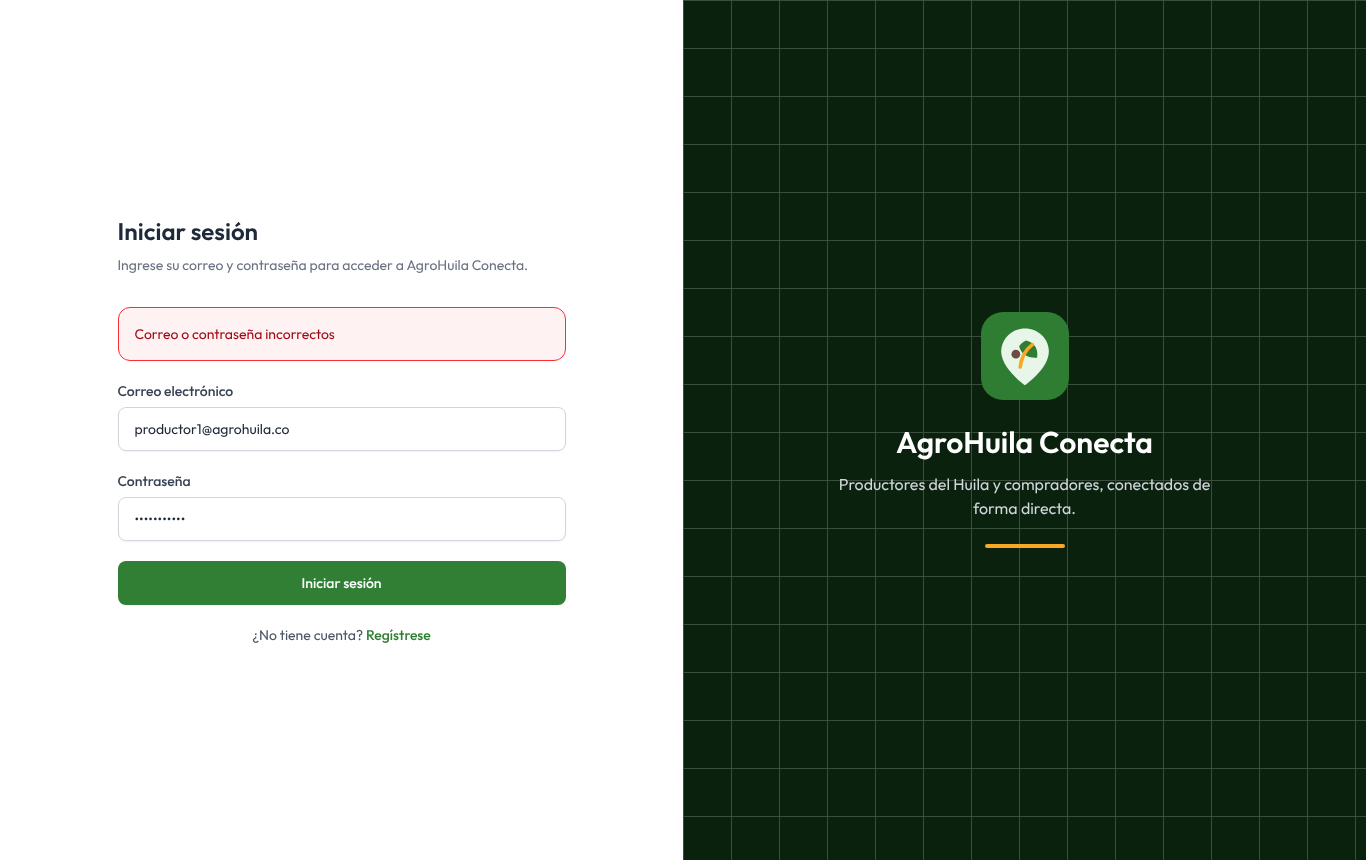 Iniciar sesión
Ingrese su correo y contraseña para acceder a AgroHuila Conecta.
Correo o contraseña incorrectos
Correo electrónico
productor1@agrohuila.co
Contraseña
•••••••••••
Iniciar sesión
¿No tiene cuenta? Regístrese
AgroHuila Conecta
Productores del Huila y compradores, conectados de
forma directa.